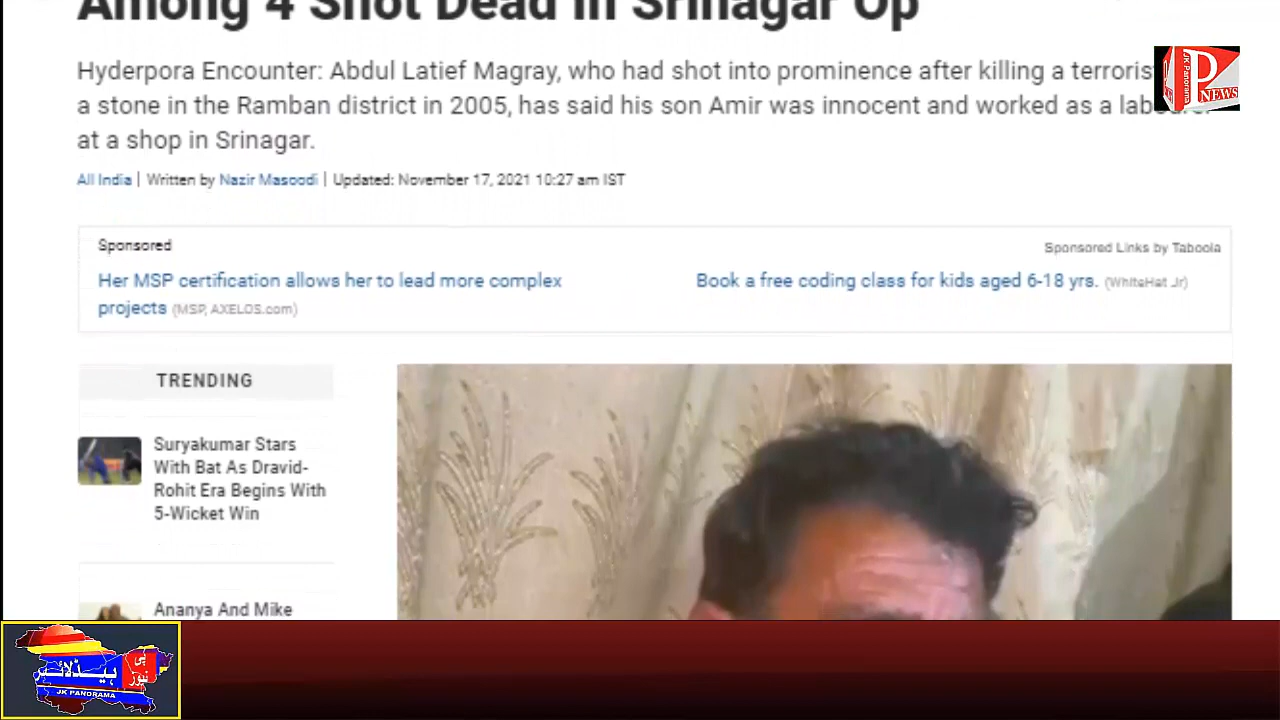 Among 4 Shot Dead In Srinagar Op
Hyderpora Encounter: Abdul Latief Magray, who had shot into prominence after killing a terrorist
a stone in the Ramban district in 2005, has said his son Amir was innocent and worked as a
at a shop in Srinagar.
All India | Written by Nazir Masoodi | Updated: November 17, 2021 10:27 am IST
JK Panorama
P
NEWS
Sponsored
Sponsored Links by Taboola
Her MSP certification allows her to lead more complex
projects (MSP, AXELOS.com)
Book a free coding class for kids aged 6-18 yrs. (WhiteHat Jr)
TRENDING
Suryakumar Stars
With Bat As Dravid-
Rohit Era Begins With
5-Wicket Win
Ananya And Mike
پی
نیوز
ہیڈلائنز
JK PANORAMA